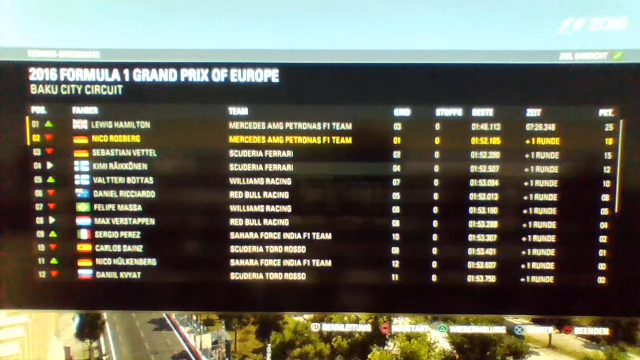 F1 2016
2016 FORMULA 1 GRAND PRIX OF EUROPE
BAKU CITY CIRCUIT
POS. FAHRER TEAM GRID STOPPS BESTE ZEIT PKT.
01 LEWIS HAMILTON MERCEDES AMG PETRONAS F1 TEAM 03 0 01:46.113 07:26.348 25
02 NICO ROSBERG MERCEDES AMG PETRONAS F1 TEAM 01 0 01:52.185 +1 RUNDE 18
03 SEBASTIAN VETTEL SCUDERIA FERRARI 02 0 01:52.280 +1 RUNDE 15
04 KIMI RÄIKKÖNEN SCUDERIA FERRARI 04 0 01:52.507 +1 RUNDE 12
05 VALTTERI BOTTAS WILLIAMS RACING 07 0 01:53.094 +1 RUNDE 10
06 DANIEL RICCIARDO RED BULL RACING 05 0 01:53.013 +1 RUNDE 08
07 FELIPE MASSA WILLIAMS RACING 06 0 01:53.190 +1 RUNDE 06
08 MAX VERSTAPPEN RED BULL RACING 08 0 01:53.288 +1 RUNDE 04
09 SERGIO PEREZ SAHARA FORCE INDIA F1 TEAM 10 0 01:53.307 +1 RUNDE 02
10 CARLOS SAINZ SCUDERIA TORO ROSSO 09 0 01:53.401 +1 RUNDE 01
11 NICO HÜLKENBERG SAHARA FORCE INDIA F1 TEAM 12 0 01:53.607 +1 RUNDE 00
12 DANIIL KVYAT SCUDERIA TORO ROSSO 11 0 01:53.750 +1 RUNDE 00
NEUSTART WIEDERHOLUNG BEENDEN